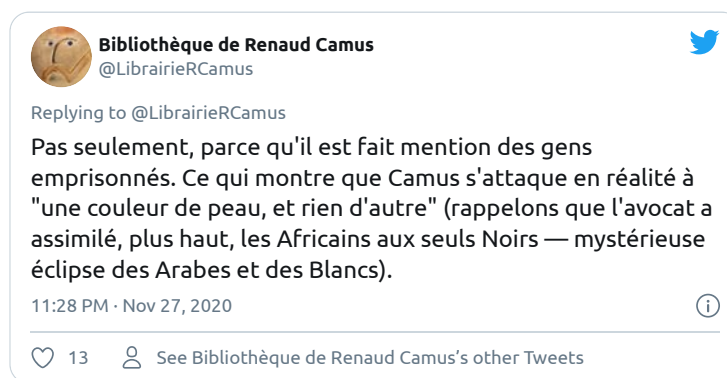 Bibliothèque de Renaud Camus
@LibrairieRCamus
Replying to @LibrairieRCamus
Pas seulement, parce qu'il est fait mention des gens
emprisonnés. Ce qui montre que Camus s'attaque en réalité à
"une couleur de peau, et rien d'autre" (rappelons que l'avocat a
assimilé, plus haut, les Africains aux seuls Noirs — mystérieuse
éclipse des Arabes et des Blancs).
11:28 PM · Nov 27, 2020
13 See Bibliothèque de Renaud Camus's other Tweets